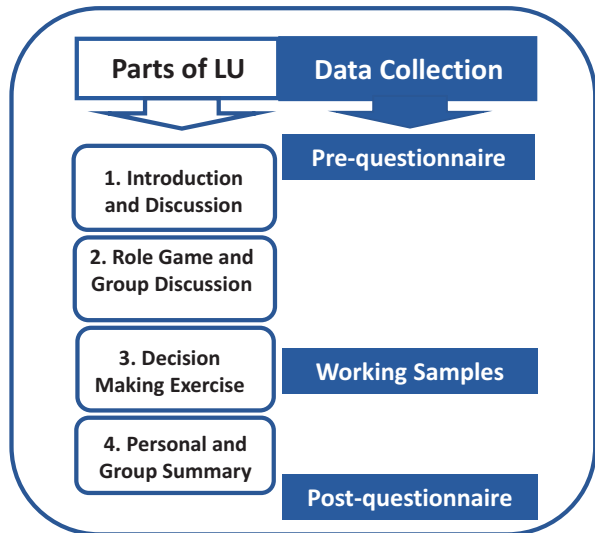 Parts of LU
Data Collection
Pre-questionnaire
1. Introduction
and Discussion
2. Role Game and
Group Discussion
3. Decision
Making Exercise
Working Samples
4. Personal and
Group Summary
Post-questionnaire